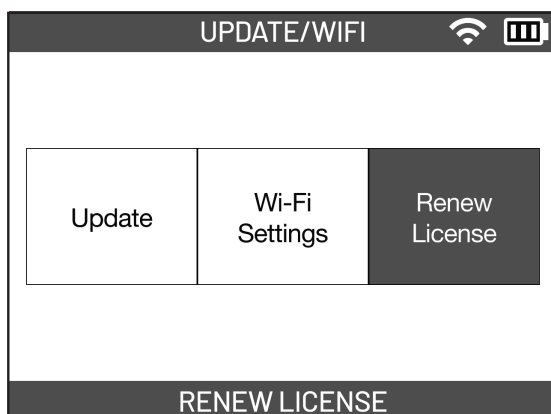 UPDATE/WIFI
Update
Wi-Fi
Settings
Renew
License
RENEW LICENSE